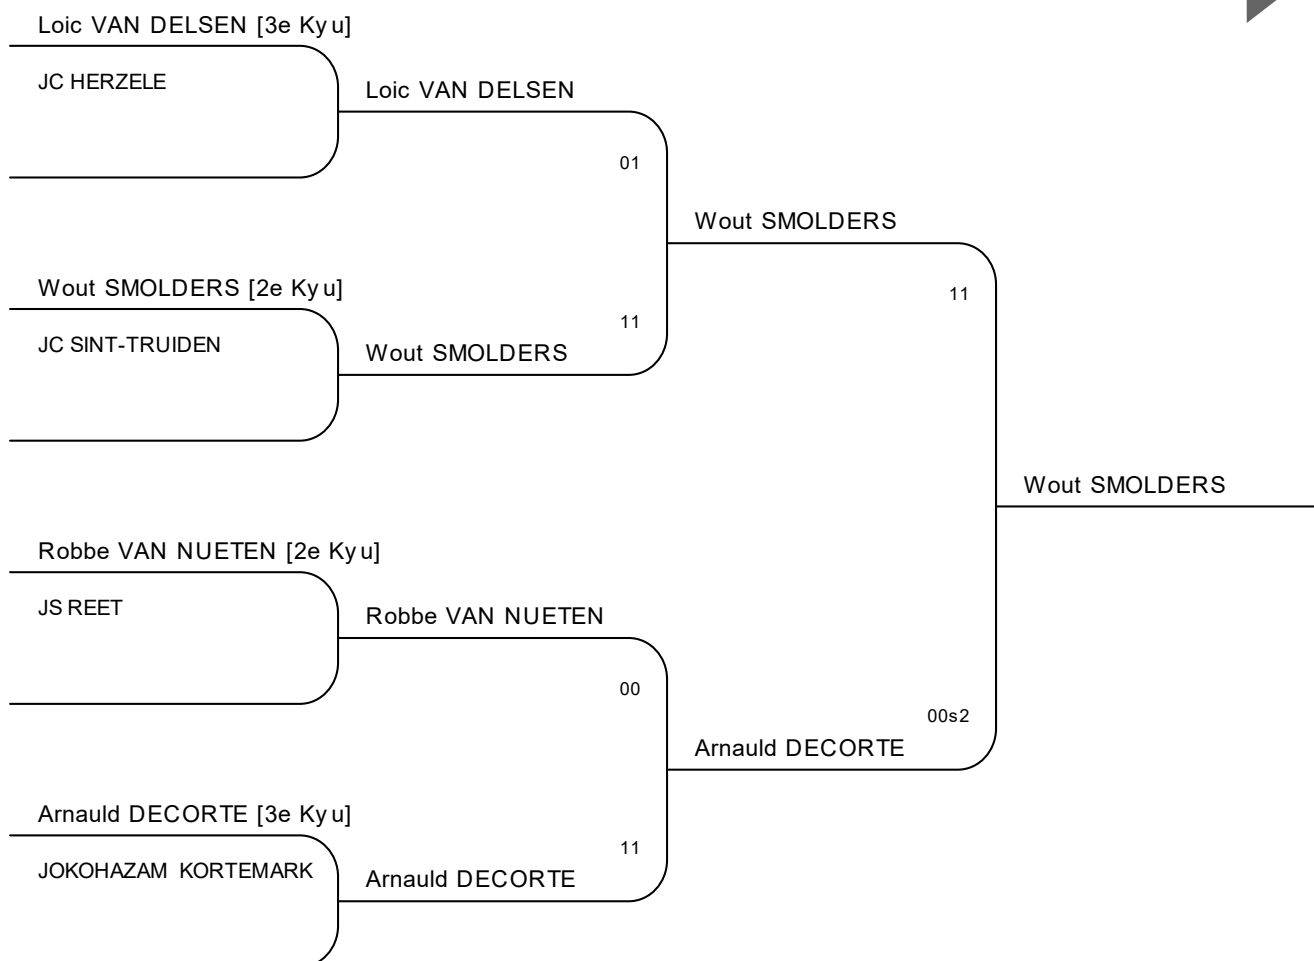 Loic VAN DELSEN [3e Kyu]
JC HERZELE
Loic VAN DELSEN
01
Wout SMOLDERS
Wout SMOLDERS [2e Kyu]
11
11
JC SINT-TRUIDEN
Wout SMOLDERS
Wout SMOLDERS
Robbe VAN NUETEN [2e Kyu]
JS REET
Robbe VAN NUETEN
00
00s2
Arnauld DECORTE
Arnauld DECORTE [3e Kyu]
11
JOKOHAZAM KORTEMARK
Arnauld DECORTE